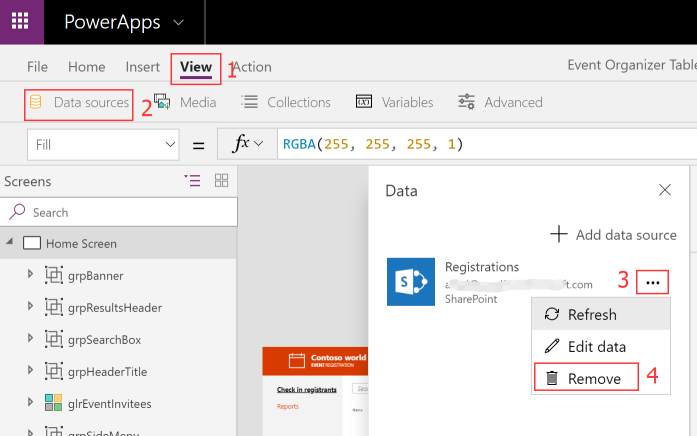 PowerApps
File Home Insert View 1 Action Event Organizer Table
Data sources 2 Media Collections Variables Advanced
Fill = fx RGBA(255, 255, 255, 1)
Screens
Search
Home Screen
grpBanner
grpResultsHeader
grpSearchBox
grpHeaderTitle
glrEventInvitees
grpSideMenu
Contoso world
EVENT REGISTRATION
Check in registrants
Reports
Name
Data
Add data source
Registrations
.com
SharePoint
3 ...
Refresh
Edit data
Remove 4